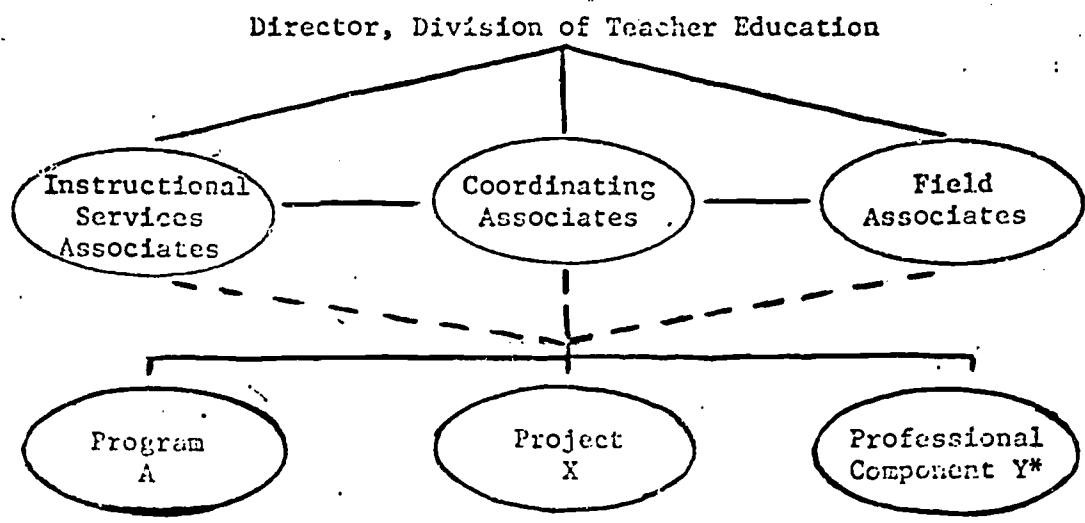 Director, Division of Teacher Education
Instructional
Services
Associates
Coordinating
Associates
Field
Associates
Program
A
Project
X
Professional
Component Y*